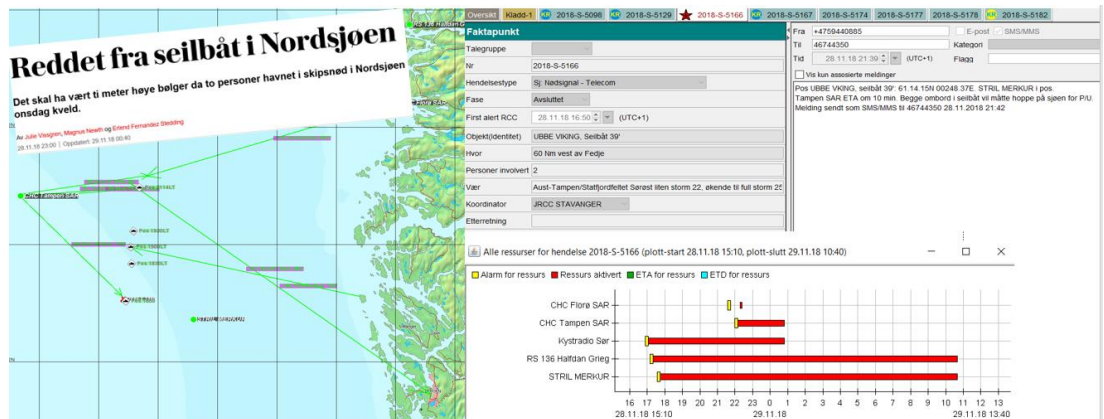 Reddet fra seilbåt i Nordsjøen
Det skal ha vært ti meter høye bølger da to personer havnet i skipsnød i Nordsjøen
onsdag kveld.
Av Julie Vissgren, Magnus Newth og Erlend Fernandez Stedding
28.11.18 23:00 | Oppdatert: 29.11.18 00:40
CHC Tampen SAR
STRIL MERKUR
Oversikt Kladd-1 2018-S-5098 2018-S-5129 2018-S-5166 2018-S-5167 2018-S-5174 2018-S-5177 2018-S-5178 2018-S-5182
Faktapunkt
Talegruppe
Nr 2018-S-5166
Hendelsestype Sj: Nødsignal - Telecom
Fase Avsluttet
First alert RCC 28.11.18 16:50 (UTC+1)
Objekt(Identitet) UBBE VKING, Seilbåt 39'
Hvor 60 Nm vest av Fedje
Personer involvert 2
Vær Aust-Tampen/Statfjordfeltet Sørøst liten storm 22, økende til full storm 25
Koordinator JRCC STAVANGER
Etterretning
Fra +4759440885 E-post SMS/MMS
Til 46744350 Kategori
Tid 28.11.18 21:39 (UTC+1) Flagg
Vis kun assosierte meldinger
Pos UBBE VKING, seilbåt 39': 61.14.15N 00248.37E. STRIL MERKUR i pos.
Tampen SAR ETA om 10 min. Begge ombord i seilbåt vil måtte hoppe på sjøen for P/U.
Melding sendt som SMS/MMS til 46744350 28.11.2018 21:42
Alle ressurser for hendelse 2018-S-5166 (plott-start 28.11.18 15:10, plott-slutt 29.11.18 10:40)
Alarm for ressurs Ressurs aktivert ETA for ressurs ETD for ressurs
CHC Florø SAR
CHC Tampen SAR
Kystradio Sør
RS 136 Halfdan Grieg
STRIL MERKUR
16 17 18 19 20 21 22 23 0 1 2 3 4 5 6 7 8 9 10 11 12 13
28.11.18 15:10 29.11.18 29.11.18 13:40